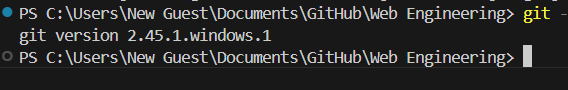 PS C:\Users\New Guest\Documents\GitHub\Web Engineering> git -
git version 2.45.1.windows.1
PS C:\Users\New Guest\Documents\GitHub\Web Engineering>